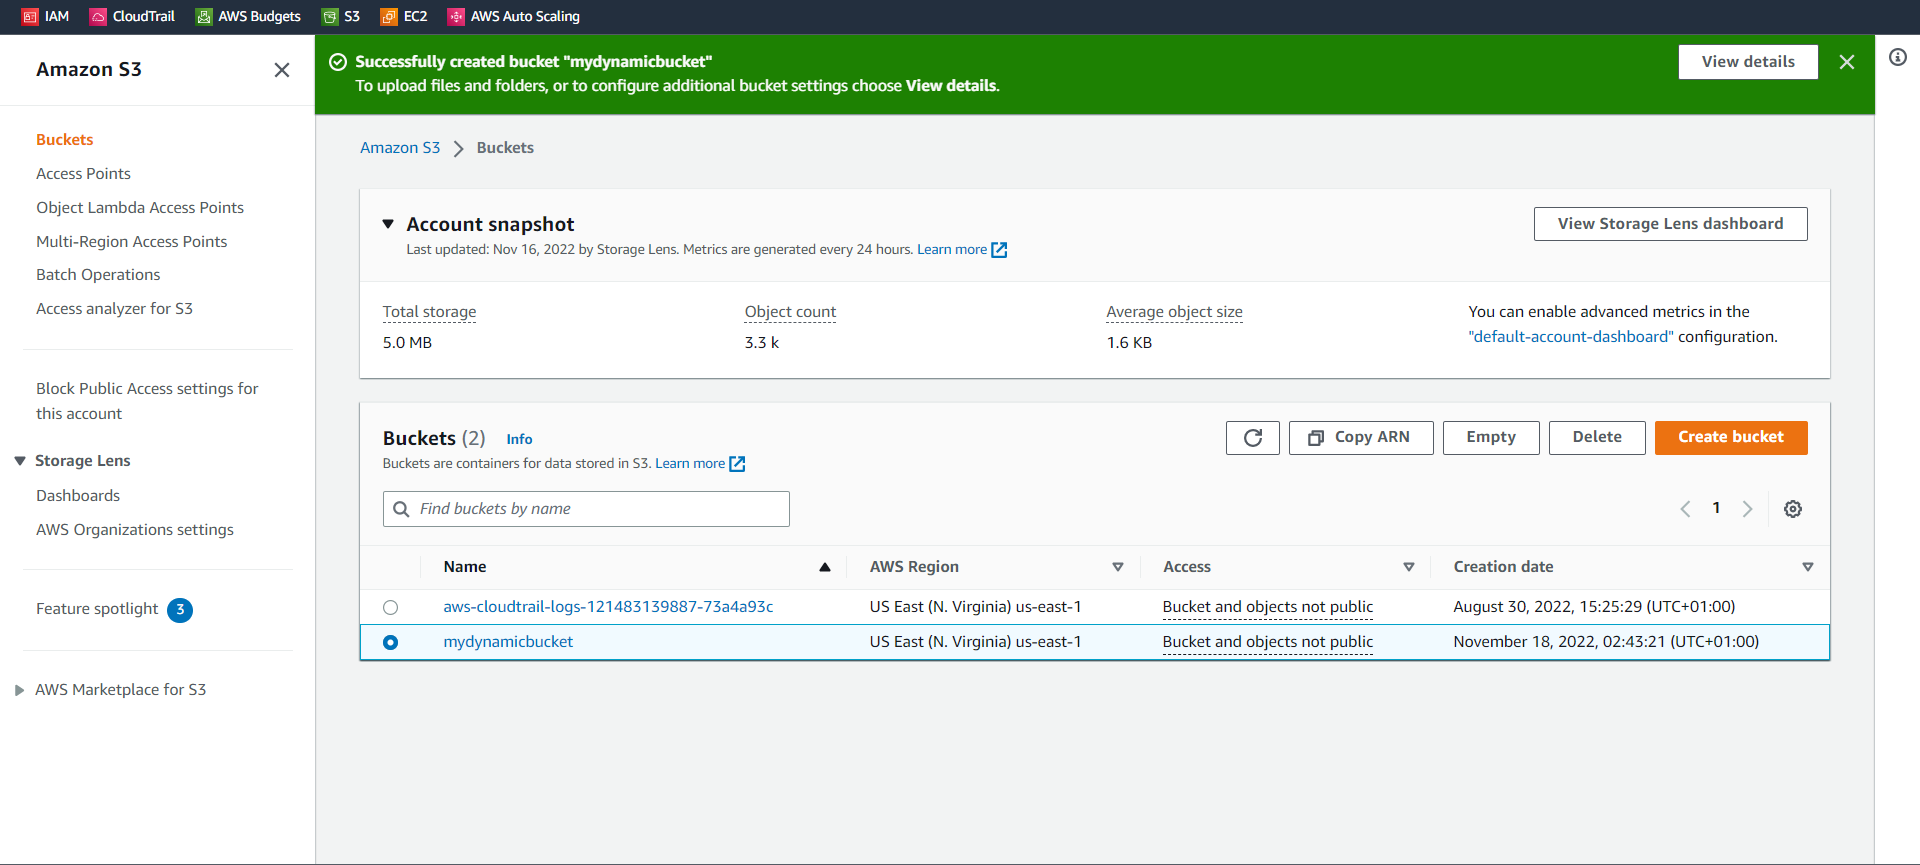 IAM CloudTrail AWS Budgets S3 EC2 AWS Auto Scaling
Amazon S3
Buckets
Access Points
Object Lambda Access Points
Multi-Region Access Points
Batch Operations
Access analyzer for S3
Block Public Access settings for
this account
Storage Lens
Dashboards
AWS Organizations settings
Feature spotlight 3
AWS Marketplace for S3
Successfully created bucket "mydynamicbucket"
To upload files and folders, or to configure additional bucket settings choose View details.
View details
Amazon S3 Buckets
Account snapshot
Last updated: Nov 16, 2022 by Storage Lens. Metrics are generated every 24 hours. Learn more
View Storage Lens dashboard
Total storage
5.0 MB
Object count
3.3 k
Average object size
1.6 KB
You can enable advanced metrics in the
"default-account-dashboard" configuration.
Buckets (2) Info
Buckets are containers for data stored in S3. Learn more
Copy ARN Empty Delete Create bucket
Find buckets by name
1
Name AWS Region Access Creation date
aws-cloudtrail-logs-121483139887-73a4a93c US East (N. Virginia) us-east-1 Bucket and objects not public August 30, 2022, 15:25:29 (UTC+01:00)
mydynamicbucket US East (N. Virginia) us-east-1 Bucket and objects not public November 18, 2022, 02:43:21 (UTC+01:00)